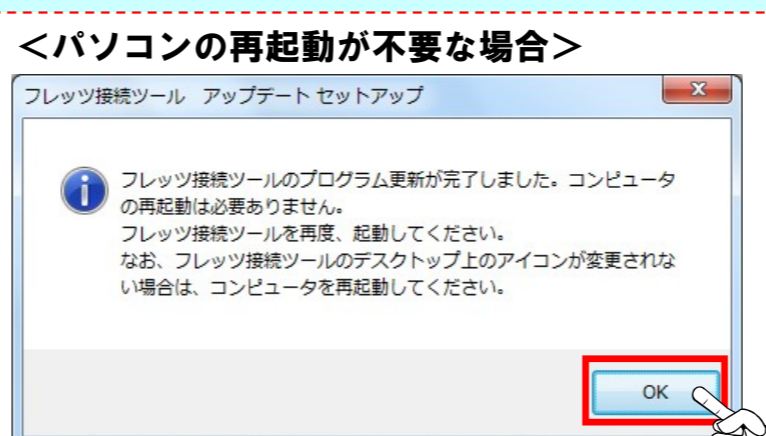 ＜パソコンの再起動が不要な場合＞
フレッツ接続ツール　アップデート セットアップ
フレッツ接続ツールのプログラム更新が完了しました。コンピュータ
の再起動は必要ありません。
フレッツ接続ツールを再度、起動してください。
なお、フレッツ接続ツールのデスクトップ上のアイコンが変更されな
い場合は、コンピュータを再起動してください。
OK